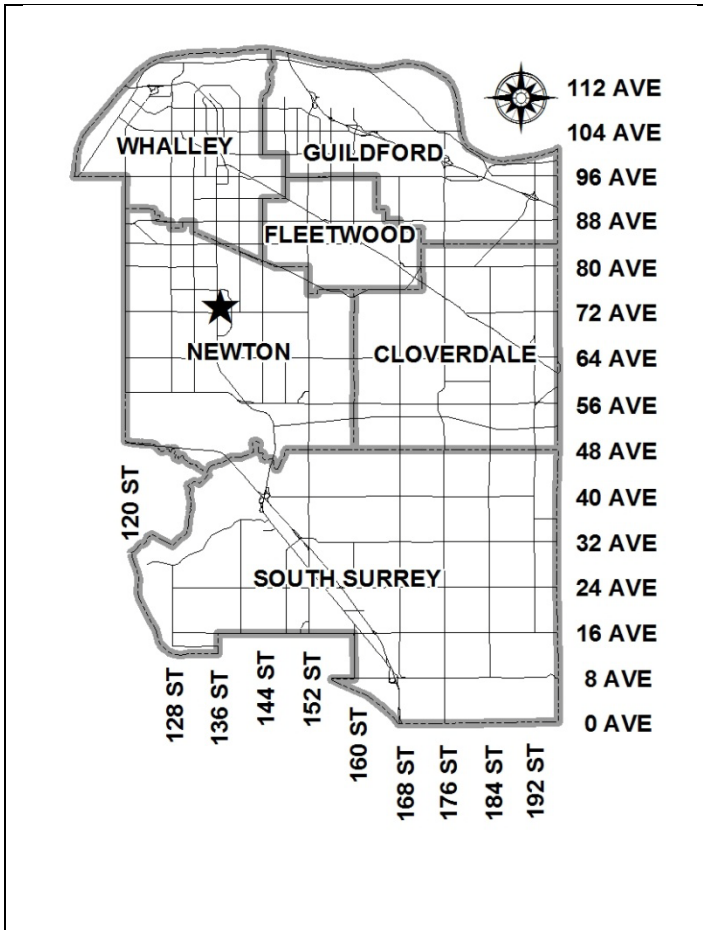 112 AVE
104 AVE
WHALLEY
GUILDFORD
96 AVE
88 AVE
FLEETWOOD
80 AVE
72 AVE
NEWTON
CLOVERDALE
64 AVE
56 AVE
48 AVE
120 ST
40 AVE
32 AVE
SOUTH SURREY
24 AVE
16 AVE
8 AVE
0 AVE
128 ST
136 ST
144 ST
152 ST
160 ST
168 ST
176 ST
184 ST
192 ST